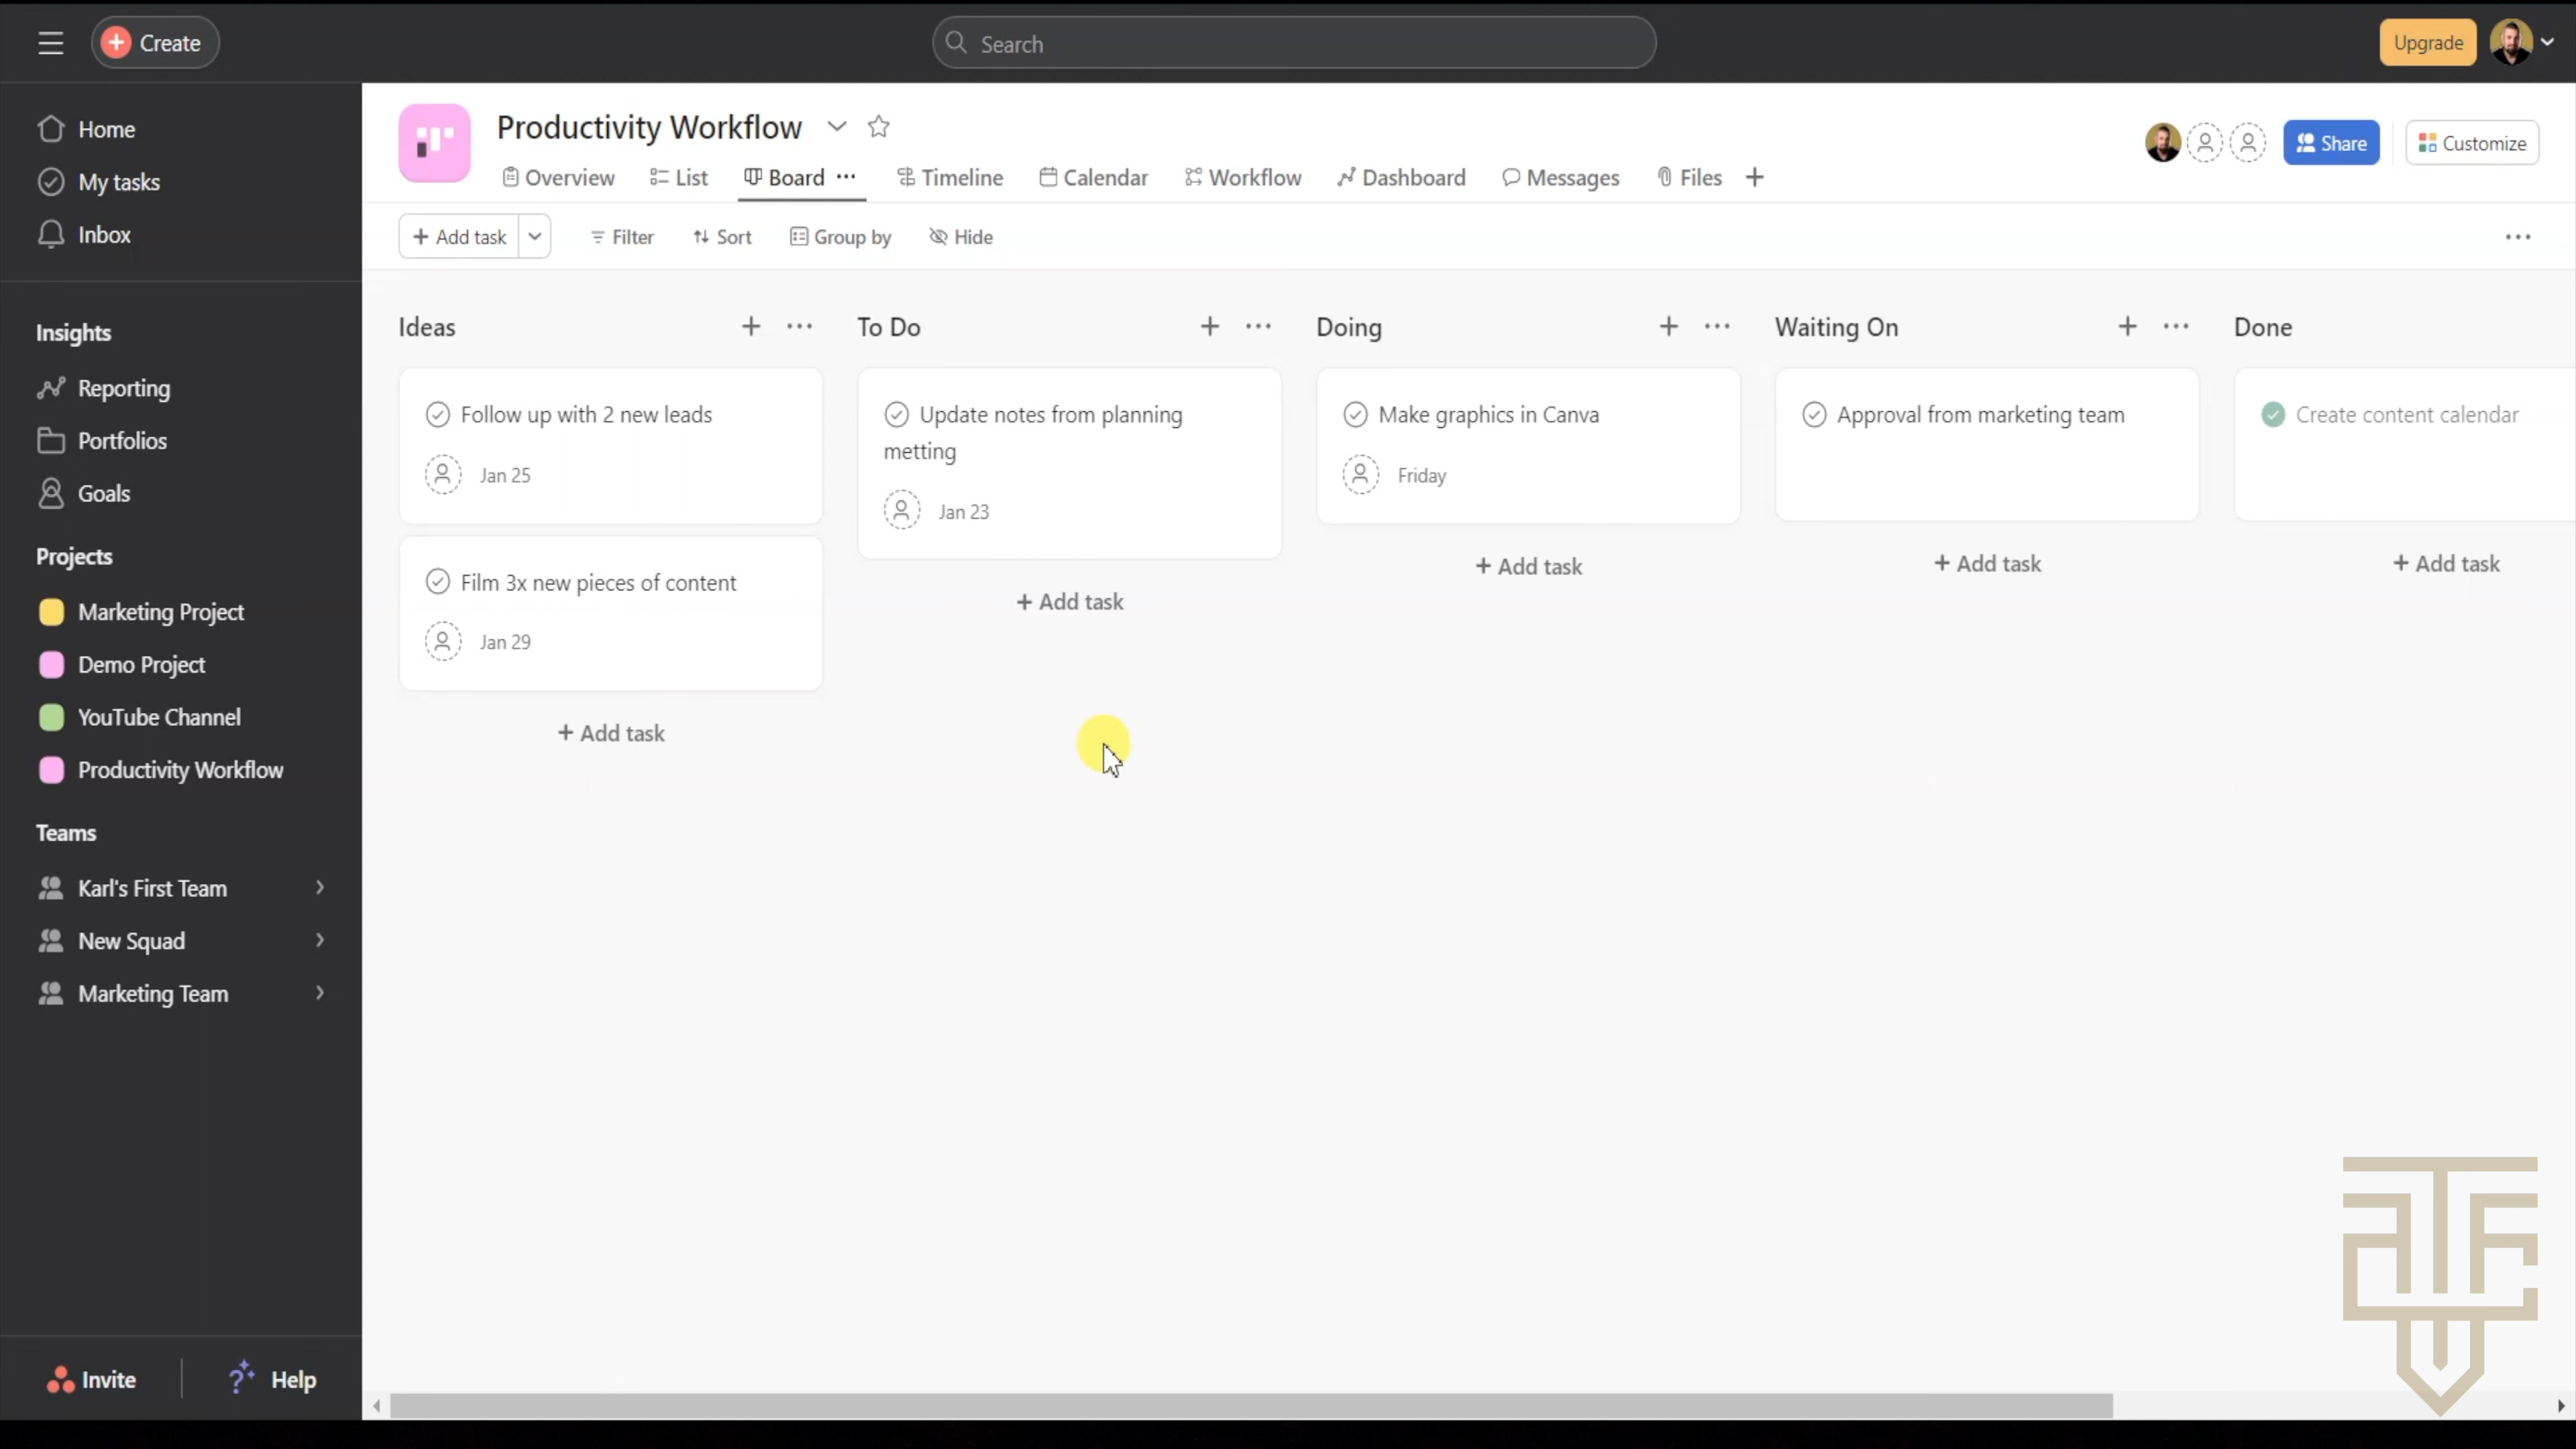 Create
Search
Upgrade
Home
My tasks
Inbox
Insights
Reporting
Portfolios
Goals
Projects
Marketing Project
Demo Project
YouTube Channel
Productivity Workflow
Teams
Karl's First Team
New Squad
Marketing Team
Invite
Help
Productivity Workflow
Share
Customize
Overview
List
Board
Timeline
Calendar
Workflow
Dashboard
Messages
Files
+ Add task
Filter
Sort
Group by
Hide
Ideas
Follow up with 2 new leads
Jan 25
Film 3x new pieces of content
Jan 29
+ Add task
To Do
Update notes from planning
metting
Jan 23
+ Add task
Doing
Make graphics in Canva
Friday
+ Add task
Waiting On
Approval from marketing team
+ Add task
Done
Create content calendar
+ Add task